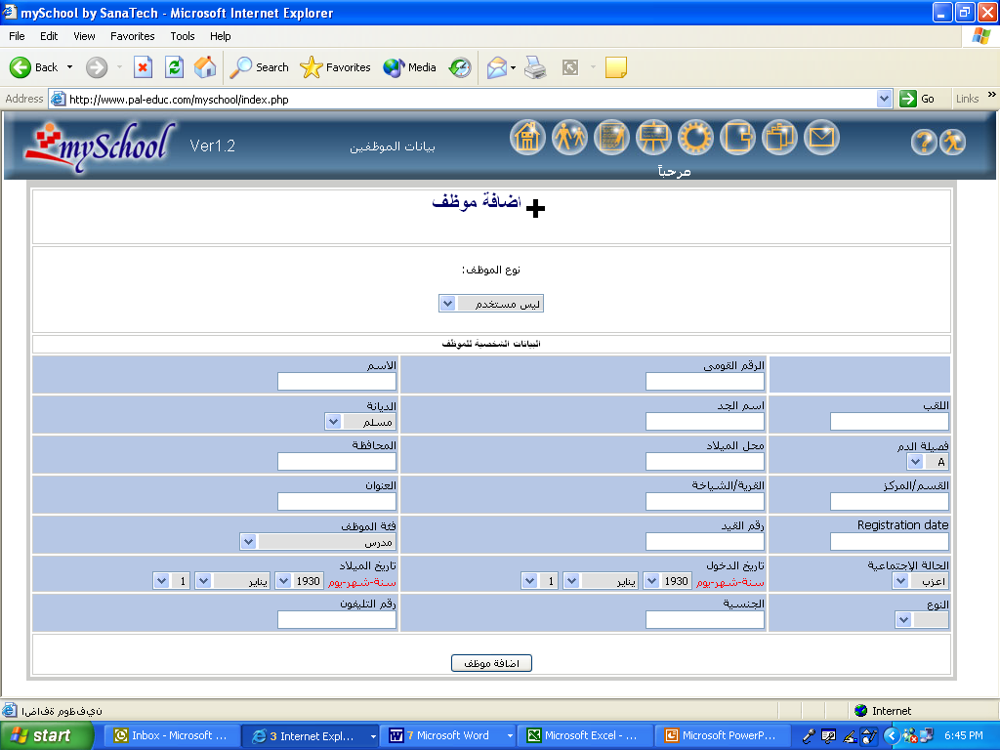 mySchool by SanaTech - Microsoft Internet Explorer
File Edit View Favorites Tools Help
Back Search Favorites Media
Address http://www.pal-educ.com/myschool/index.php Go Links »
mySchool Ver1.2 بيانات الموظفين
مرحباً
اضافة موظف
نوع الموظف:
ليس مستخدم
البيانات الشخصية للموظف
الرقم القومى الاسم
اللقب اسم الجد الديانة
مسلم
فصيلة الدم محل الميلاد المحافظة
A
القسم/المركز القرية/الشياخة العنوان
Registration date رقم القيد فئة الموظف
مدرس
الحالة الإجتماعية تاريخ الدخول تاريخ الميلاد
اعزب سنة-شهر-يوم 1930 يناير 1 سنة-شهر-يوم 1930 يناير 1
النوع الجنسية رقم التليفون
اضافة موظف
نيفظوم ةفاضا Internet
start Inbox - Microsoft ... 3 Internet Expl... 7 Microsoft Word Microsoft Excel - ... Microsoft PowerP... 6:45 PM